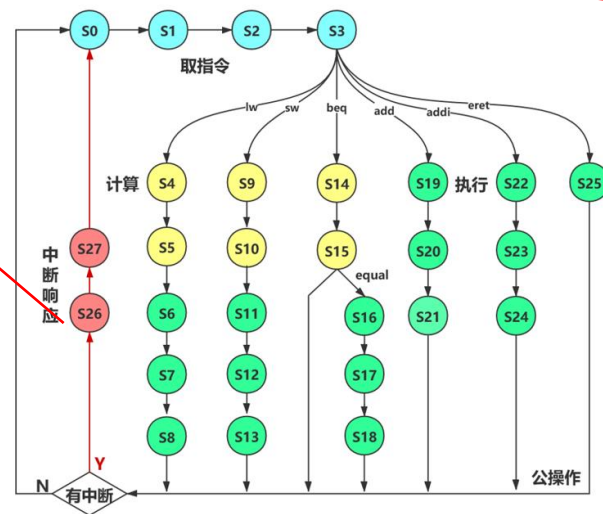 S0 S1 S2 S3
取指令
lw sw beq add addi eret
计算 S4 S9 S14 S19 执行 S22 S25
中断响应
S27 S5 S10 S15 S20 S23
equal
S26 S6 S11 S16 S21 S24
S7 S12 S17
S8 S13 S18
Y
N 有中断 公操作